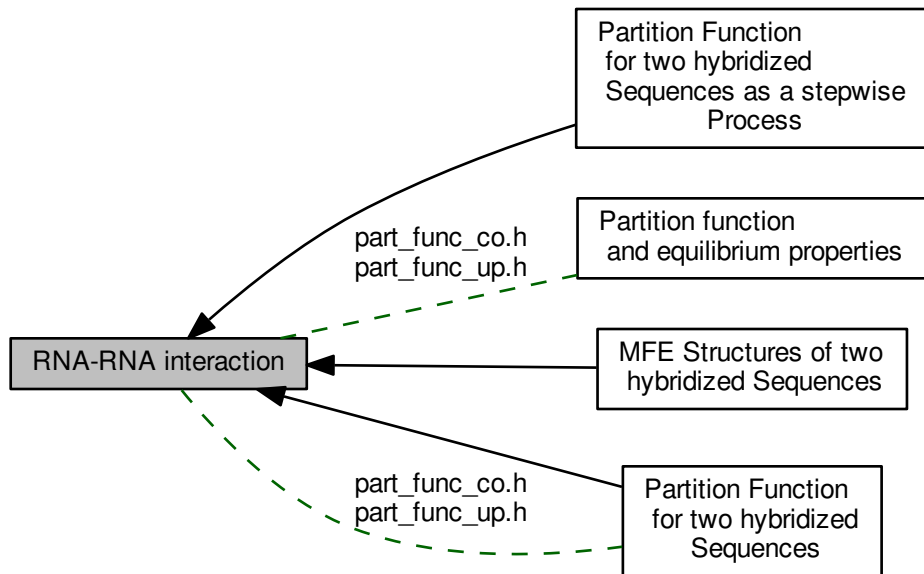 Partition Function
for two hybridized
Sequences as a stepwise
Process
part_func_co.h
part_func_up.h
Partition function
and equilibrium properties
RNA-RNA interaction
MFE Structures of two
hybridized Sequences
part_func_co.h
part_func_up.h
Partition Function
for two hybridized
Sequences